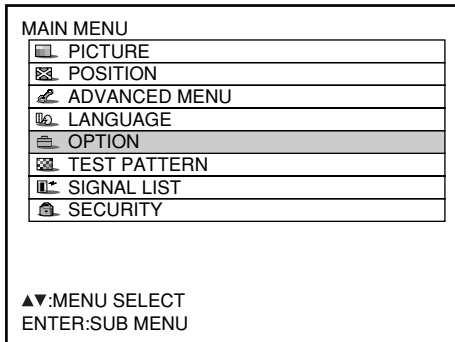 MAIN MENU
PICTURE
POSITION
ADVANCED MENU
LANGUAGE
OPTION
TEST PATTERN
SIGNAL LIST
SECURITY
▲▼:MENU SELECT
ENTER:SUB MENU